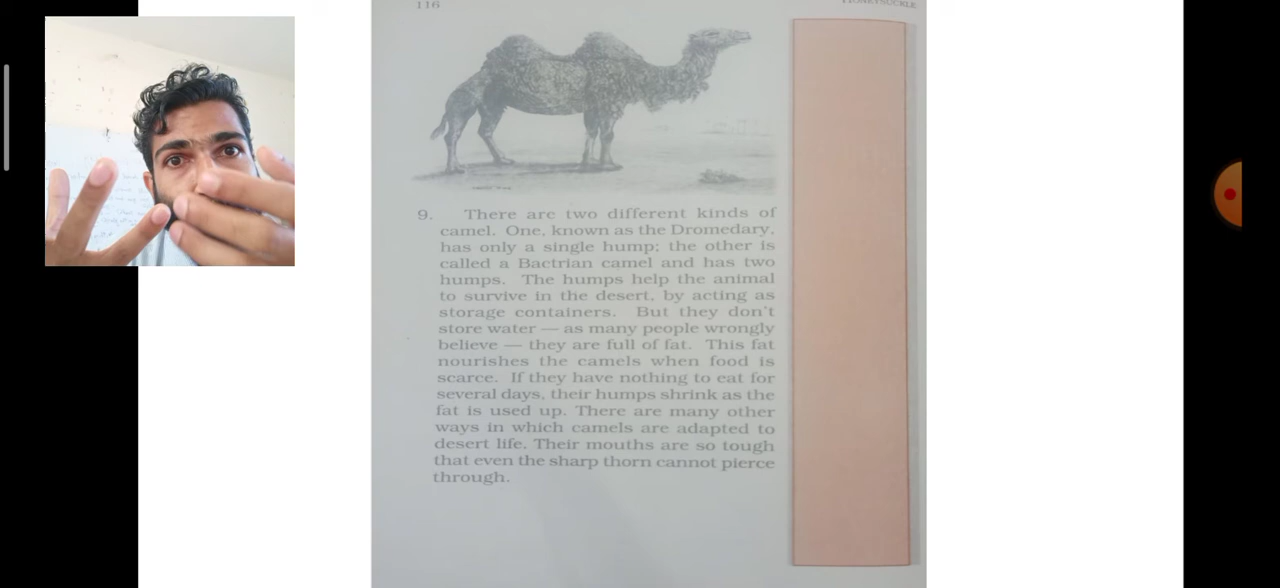 116
HONEYSUCKLE
9. There are two different kinds of
camel. One, known as the Dromedary,
has only a single hump; the other is
called a Bactrian camel and has two
humps. The humps help the animal
to survive in the desert, by acting as
storage containers. But they don't
store water — as many people wrongly
believe — they are full of fat. This fat
nourishes the camels when food is
scarce. If they have nothing to eat for
several days, their humps shrink as the
fat is used up. There are many other
ways in which camels are adapted to
desert life. Their mouths are so tough
that even the sharp thorn cannot pierce
through.